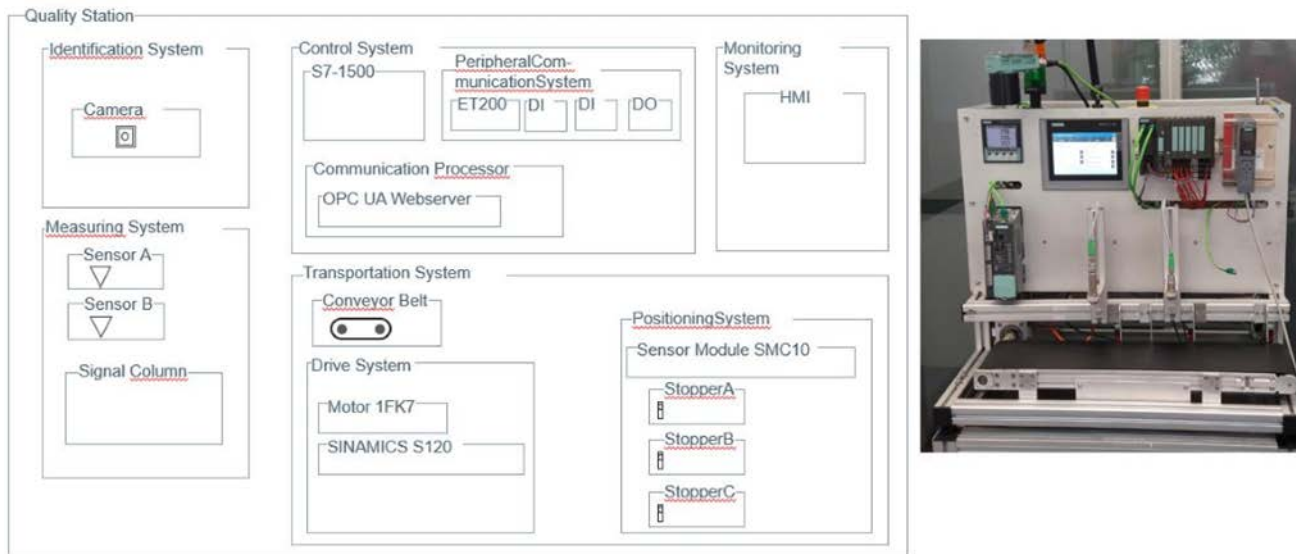 Quality Station
Identification System
Camera
Measuring System
Sensor A
Sensor B
Signal Column
Control System
S7-1500
PeripheralCom-
municationSystem
ET200
DI
DI
DO
Communication Processor
OPC UA Webserver
Monitoring
System
HMI
Transportation System
Conveyor Belt
Drive System
Motor 1FK7
SINAMICS S120
PositioningSystem
Sensor Module SMC10
StopperA
StopperB
StopperC